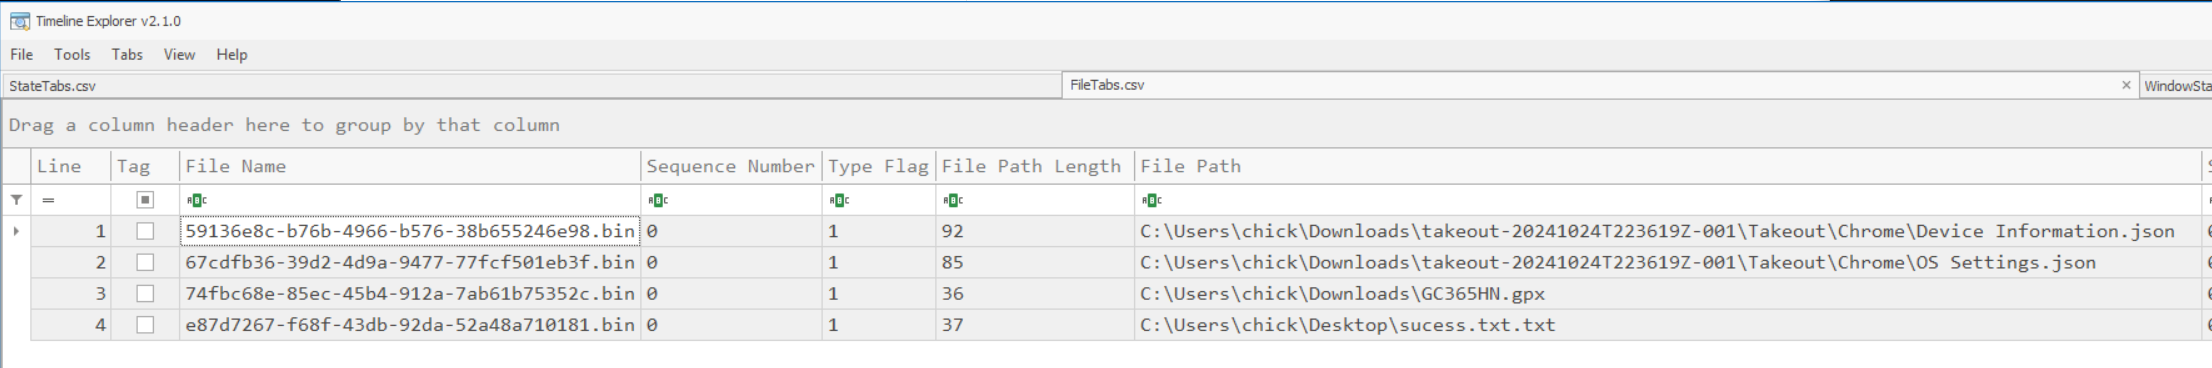 Timeline Explorer v2.1.0
File Tools Tabs View Help
StateTabs.csv FileTabs.csv × WindowSta
Drag a column header here to group by that column
Line Tag File Name Sequence Number Type Flag File Path Length File Path
= ABC ABC ABC ABC ABC
1 59136e8c-b76b-4966-b576-38b655246e98.bin 0 1 92 C:\Users\chick\Downloads\takeout-20241024T223619Z-001\Takeout\Chrome\Device Information.json
2 67cdfb36-39d2-4d9a-9477-77fcf501eb3f.bin 0 1 85 C:\Users\chick\Downloads\takeout-20241024T223619Z-001\Takeout\Chrome\OS Settings.json
3 74fbc68e-85ec-45b4-912a-7ab61b75352c.bin 0 1 36 C:\Users\chick\Downloads\GC365HN.gpx
4 e87d7267-f68f-43db-92da-52a48a710181.bin 0 1 37 C:\Users\chick\Desktop\sucess.txt.txt